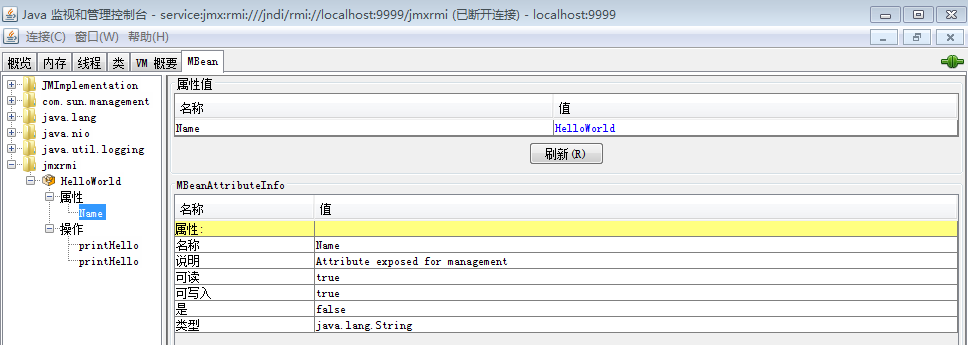 Java 监视和管理控制台 - service:jmx:rmi:///jndi/rmi://localhost:9999/jmxrmi (已断开连接) - localhost:9999
连接(C) 窗口(W) 帮助(H)
概览 内存 线程 类 VM 概要 MBean
JMImplementation
com.sun.management
java.lang
java.nio
java.util.logging
jmxrmi
HelloWorld
属性
Name
操作
printHello
printHello
属性值
名称 值
Name HelloWorld
刷新(R)
MBeanAttributeInfo
名称 值
属性:
名称 Name
说明 Attribute exposed for management
可读 true
可写入 true
是 false
类型 java.lang.String